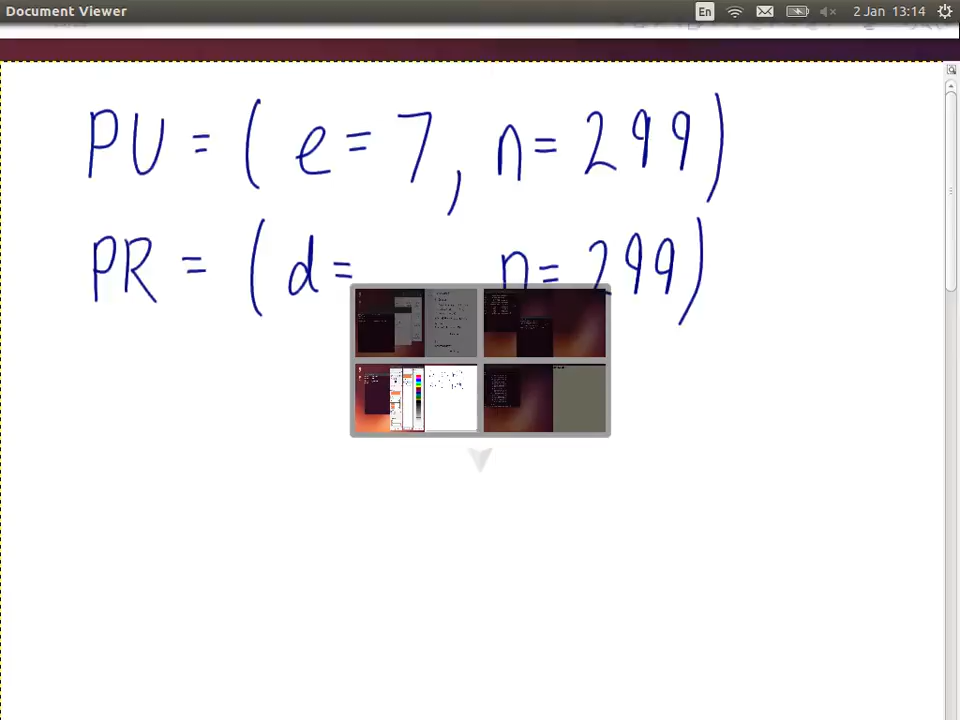 Document Viewer
En
2 Jan 13:14
PU = ( e = 7 , n = 299 )
PR = ( d = n = 299 )